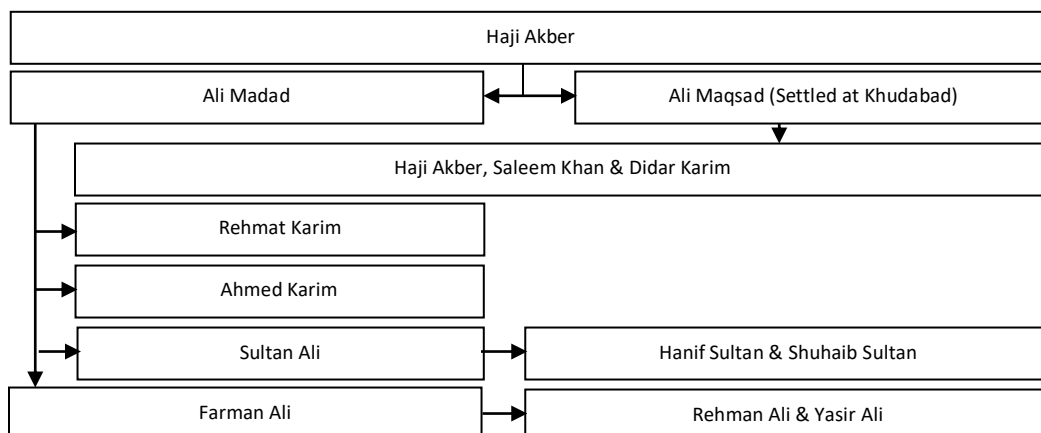 Haji Akber
Ali Madad
Ali Maqsad (Settled at Khudabad)
Haji Akber, Saleem Khan & Didar Karim
Rehmat Karim
Ahmed Karim
Sultan Ali
Hanif Sultan & Shuhaib Sultan
Farman Ali
Rehman Ali & Yasir Ali